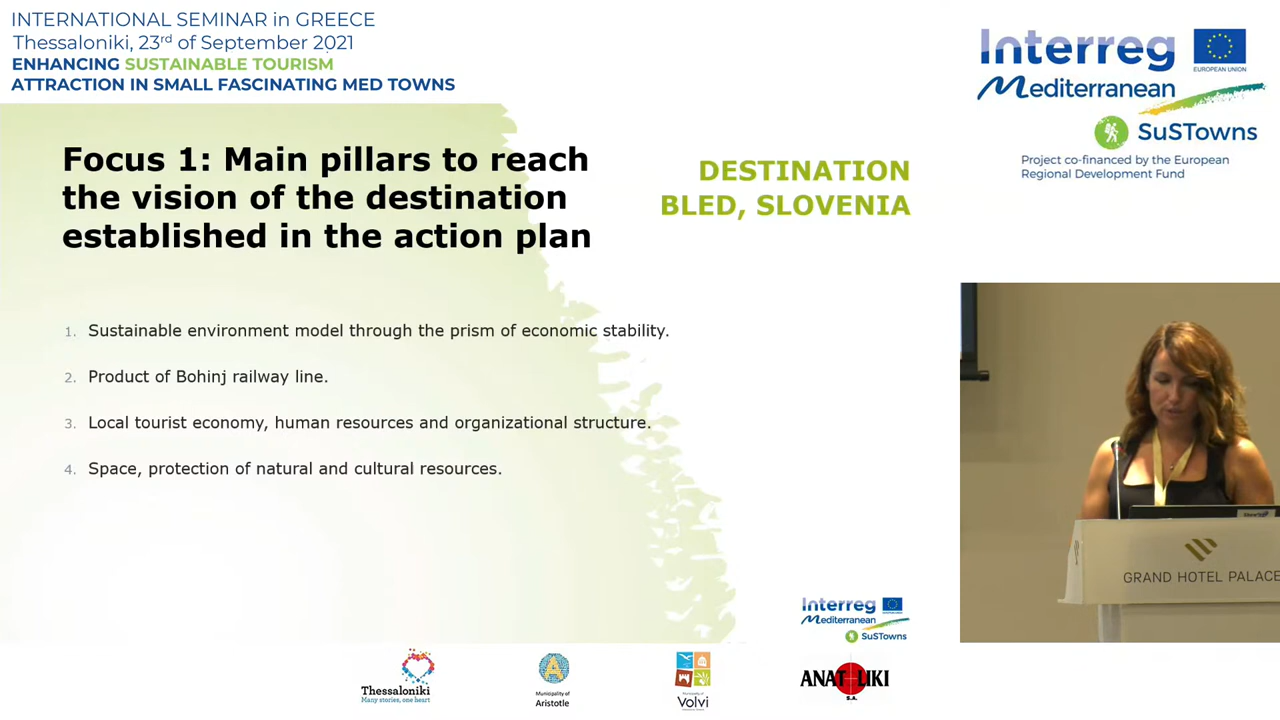 INTERNATIONAL SEMINAR in GREECE
Thessaloniki, 23rd of September 2021
ENHANCING SUSTAINABLE TOURISM
ATTRACTION IN SMALL FASCINATING MED TOWNS
Interreg
EUROPEAN UNION
Mediterranean
SuSTowns
Project co-financed by the European
Regional Development Fund
Focus 1: Main pillars to reach
the vision of the destination
established in the action plan
DESTINATION
BLED, SLOVENIA
1. Sustainable environment model through the prism of economic stability.
2. Product of Bohinj railway line.
3. Local tourist economy, human resources and organizational structure.
4. Space, protection of natural and cultural resources.
GRAND HOTEL PALACE
Interreg
Mediterranean
SuSTowns
Thessaloniki
Many stories, one heart
Municipality of
Aristotle
Volvi
ANATOLIKI
S.A.